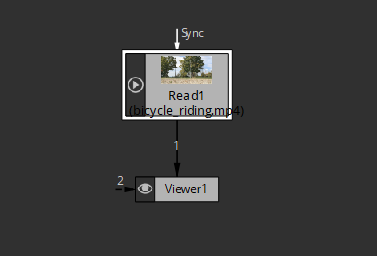 Sync
Read1
(bicycle_riding.mp4)
1
2
Viewer1